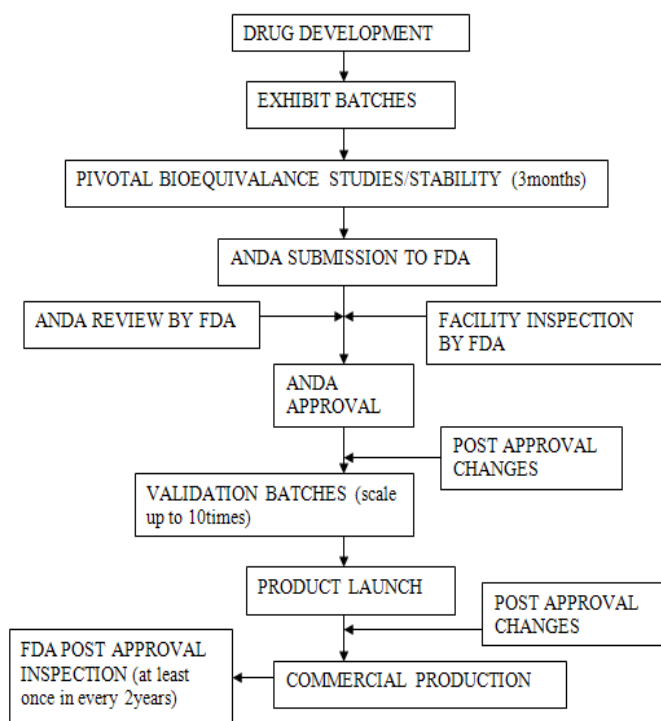 DRUG DEVELOPMENT
EXHIBIT BATCHES
PIVOTAL BIOEQUIVALANCE STUDIES/STABILITY (3months)
ANDA SUBMISSION TO FDA
ANDA REVIEW BY FDA
FACILITY INSPECTION
BY FDA
ANDA
APPROVAL
POST APPROVAL
CHANGES
VALIDATION BATCHES (scale
up to 10times)
PRODUCT LAUNCH
POST APPROVAL
CHANGES
FDA POST APPROVAL
INSPECTION (at least
once in every 2years)
COMMERCIAL PRODUCTION